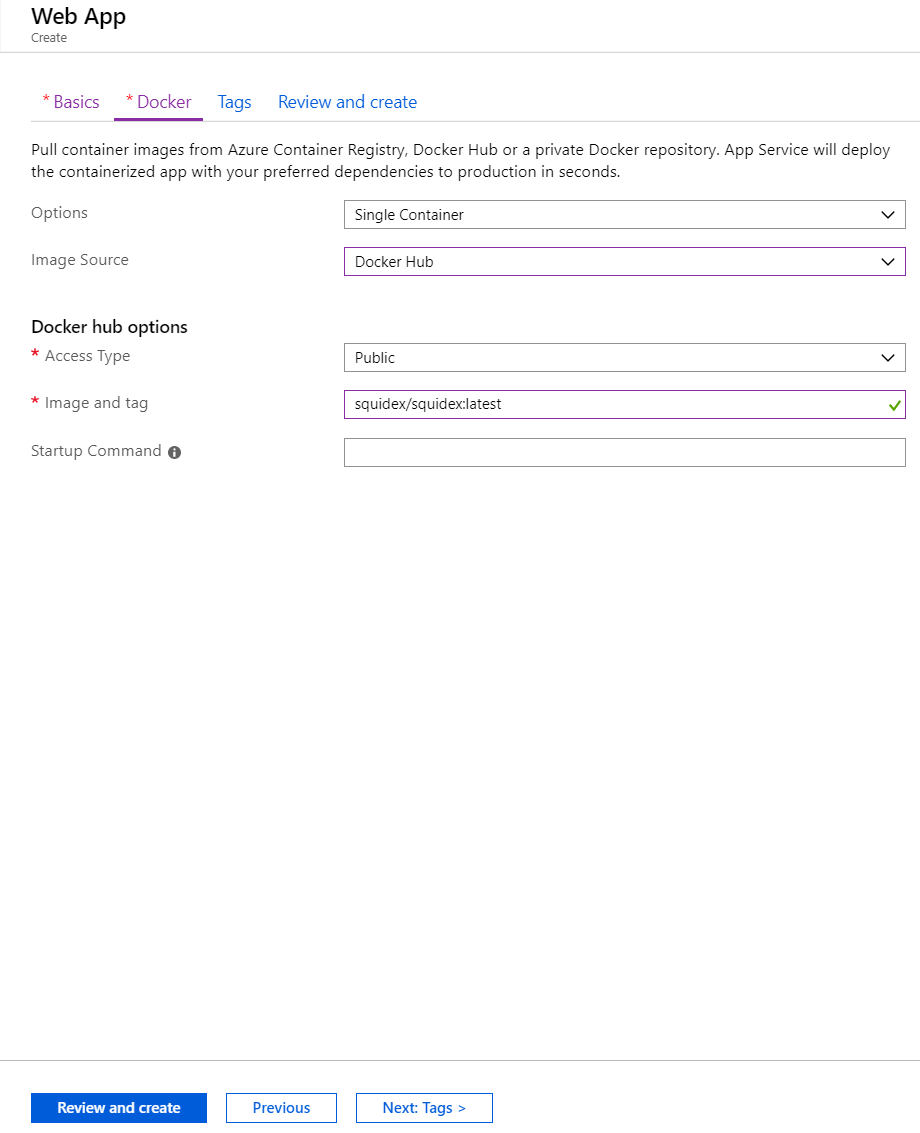 Web App
Create
* Basics * Docker Tags Review and create
Pull container images from Azure Container Registry, Docker Hub or a private Docker repository. App Service will deploy
the containerized app with your preferred dependencies to production in seconds.
Options Single Container
Image Source Docker Hub
Docker hub options
* Access Type Public
* Image and tag squidex/squidex:latest
Startup Command
Review and create Previous Next: Tags >